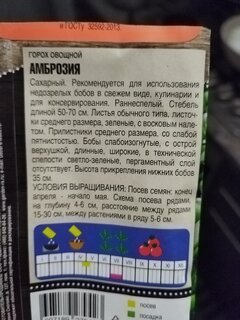 #ГОСТу 32592-2013.
ГОРОХ ОВОЩНОЙ
АМБРОЗИЯ
Сахарный. Рекомендуется для использования
недозрелых бобов в свежем виде, кулинарии и
для консервирования. Раннеспелый. Стебель
длиной 50-70 см. Листья обычного типа, листоч-
ки среднего размера, зеленые, с восковым нале-
том. Прилистники среднего размера, со слабой
пятнистостью. Бобы слабоизогнутые, с острой
верхушкой, длинные, широкие, в технической
спелости светло-зеленые, пергаментный слой
отсутствует. Высота прикрепления нижних бобов
35 см.
УСЛОВИЯ ВЫРАЩИВАНИЯ: Посев семян: конец
апреля - начало мая. Схема посева рядами,
на глубину 4-6 см, расстояние между рядами
15-30 см, между растениями в ряду 5-6 см.
посев
посадка